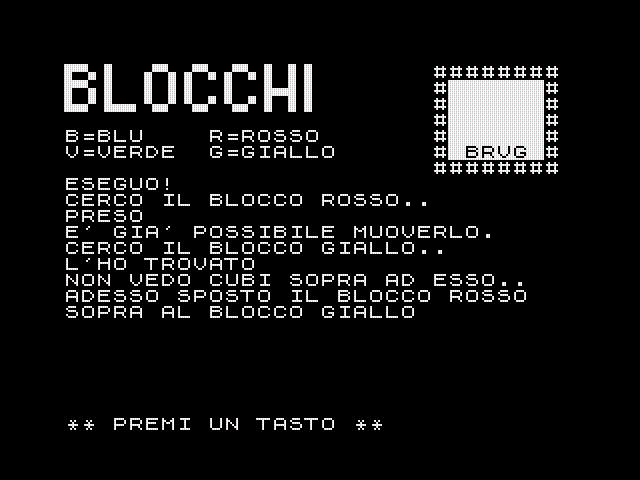 BLOCCHI
B=BLU R=ROSSO
V=VERDE G=GIALLO
########
#
#
#
#
# BRVG #
########
ESEGUO!
CERCO IL BLOCCO ROSSO..
PRESO
E' GIA' POSSIBILE MUOVERLO.
CERCO IL BLOCCO GIALLO..
L'HO TROVATO
NON VEDO CUBI SOPRA AD ESSO..
ADESSO SPOSTO IL BLOCCO ROSSO
SOPRA AL BLOCCO GIALLO
** PREMI UN TASTO **